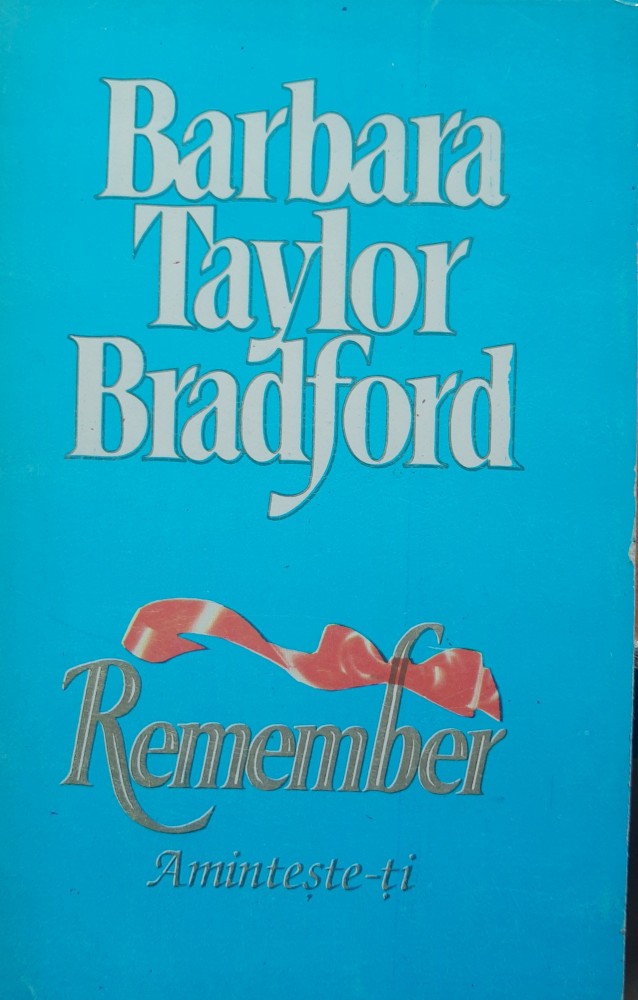 Barbara
Taylor
Bradford
Remember
Amintește-ți